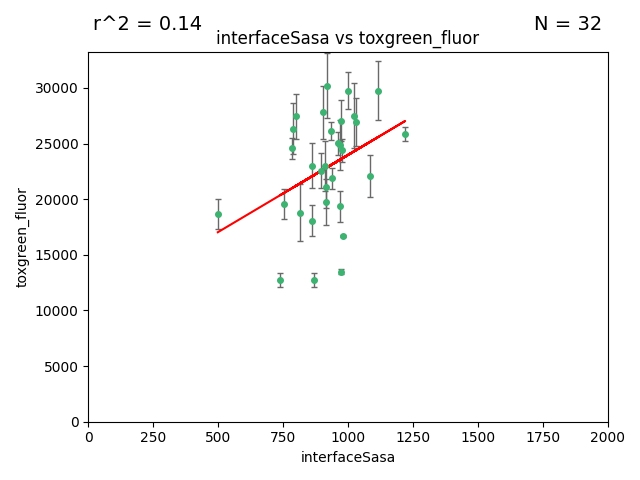 r^2 = 0.14
N = 32
interfaceSasa vs toxgreen_fluor
30000
25000
20000
15000
10000
5000
0
toxgreen_fluor
0 250 500 750 1000 1250 1500 1750 2000
interfaceSasa